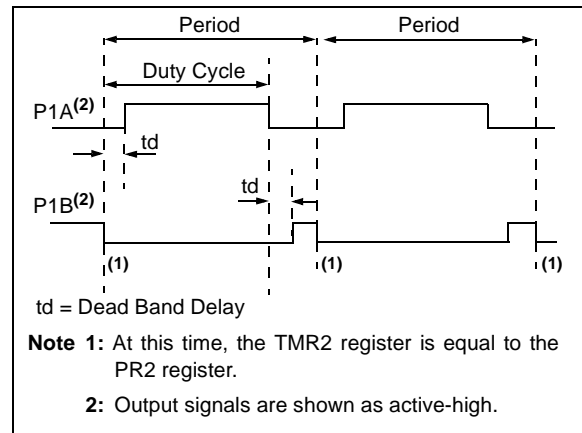 Period Period
Duty Cycle
P1A(2)
td
td
P1B(2)
(1) (1) (1)
td = Dead Band Delay
Note 1: At this time, the TMR2 register is equal to the
PR2 register.
2: Output signals are shown as active-high.